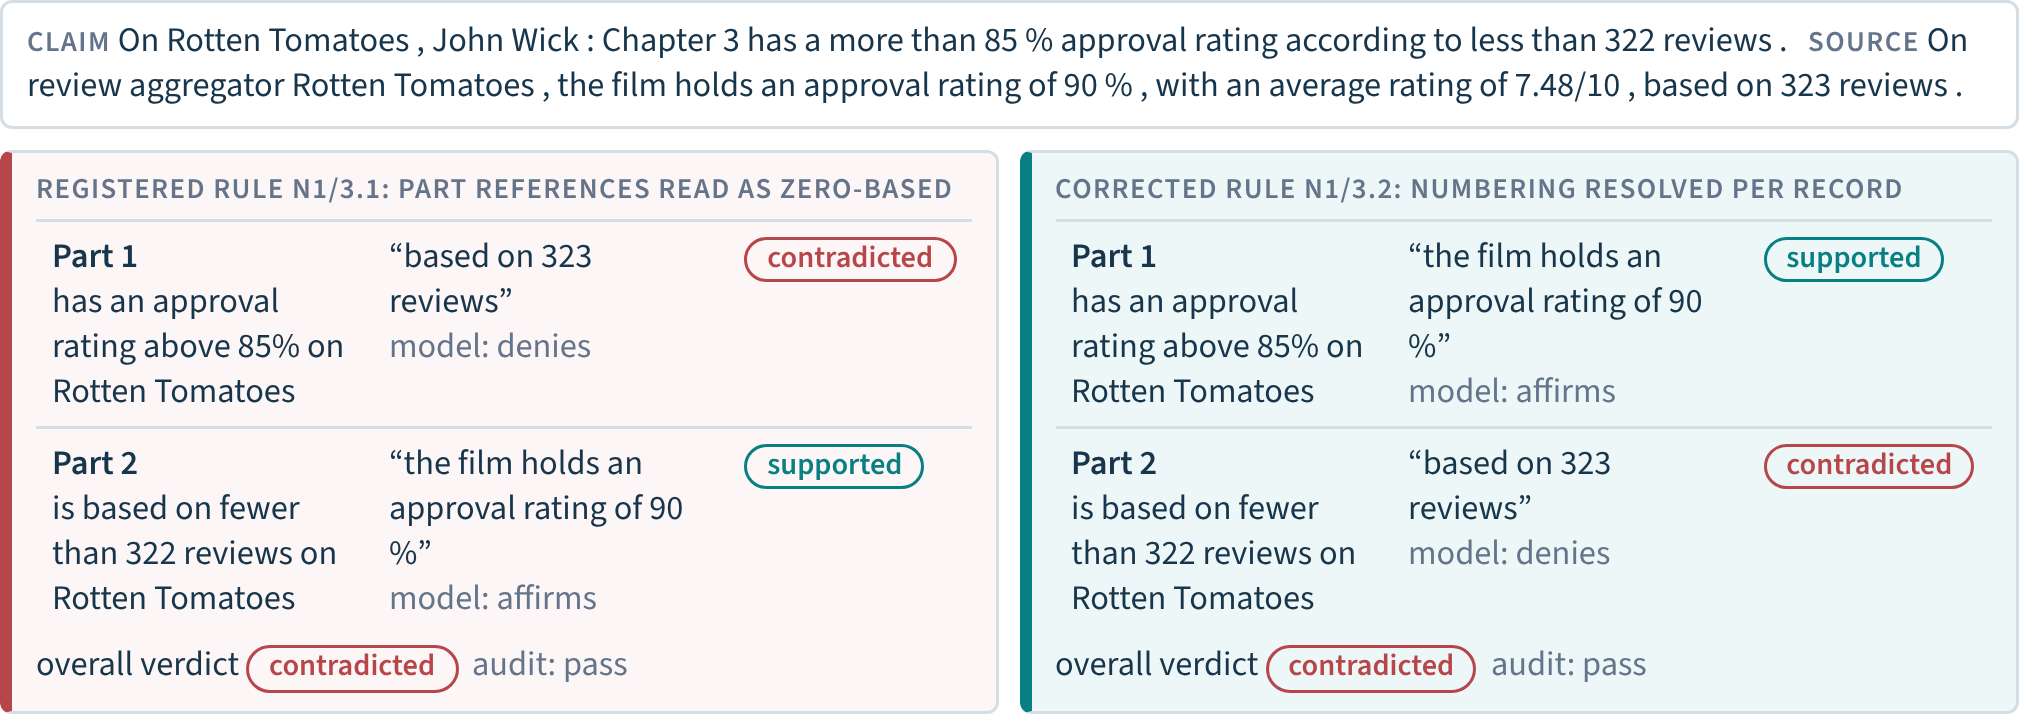 CLAIM On Rotten Tomatoes , John Wick : Chapter 3 has a more than 85 % approval rating according to less than 322 reviews . SOURCE On
review aggregator Rotten Tomatoes , the film holds an approval rating of 90 % , with an average rating of 7.48/10 , based on 323 reviews .
REGISTERED RULE N1/3.1: PART REFERENCES READ AS ZERO-BASED
Part 1
has an approval
rating above 85% on
Rotten Tomatoes
“based on 323
reviews”
model: denies
contradicted
Part 2
is based on fewer
than 322 reviews on
Rotten Tomatoes
“the film holds an
approval rating of 90
%”
model: affirms
supported
overall verdict contradicted audit: pass
CORRECTED RULE N1/3.2: NUMBERING RESOLVED PER RECORD
Part 1
has an approval
rating above 85% on
Rotten Tomatoes
“the film holds an
approval rating of 90
%”
model: affirms
supported
Part 2
is based on fewer
than 322 reviews on
Rotten Tomatoes
“based on 323
reviews”
model: denies
contradicted
overall verdict contradicted audit: pass